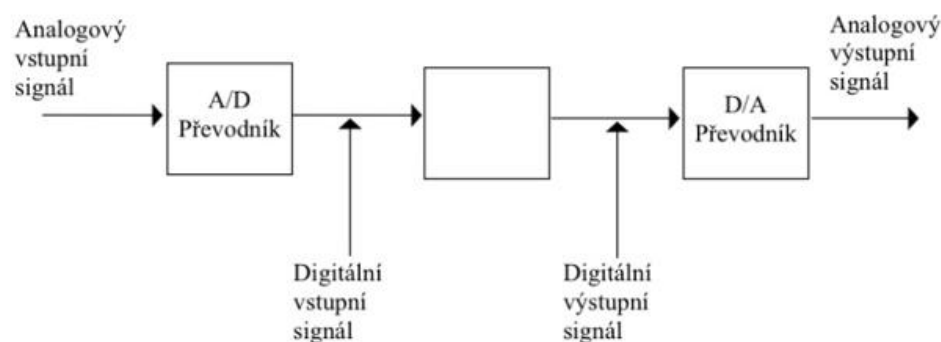 Analogový
vstupní
signál
A/D
Převodník
Digitální
vstupní
signál
Digitální
výstupní
signál
D/A
Převodník
Analogový
výstupní
signál